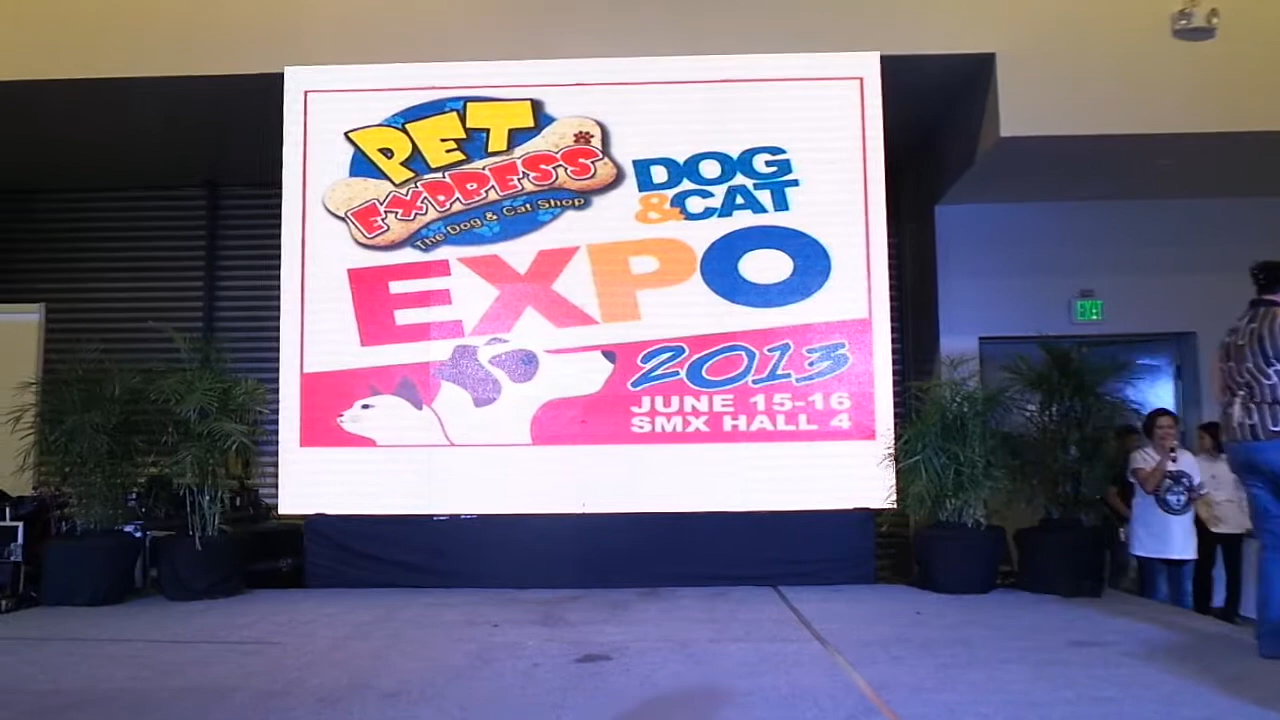 PET
EXPRESS
The Dog & Cat Shop
DOG
&CAT
EXPO
2013
JUNE 15-16
SMX HALL 4
EXIT